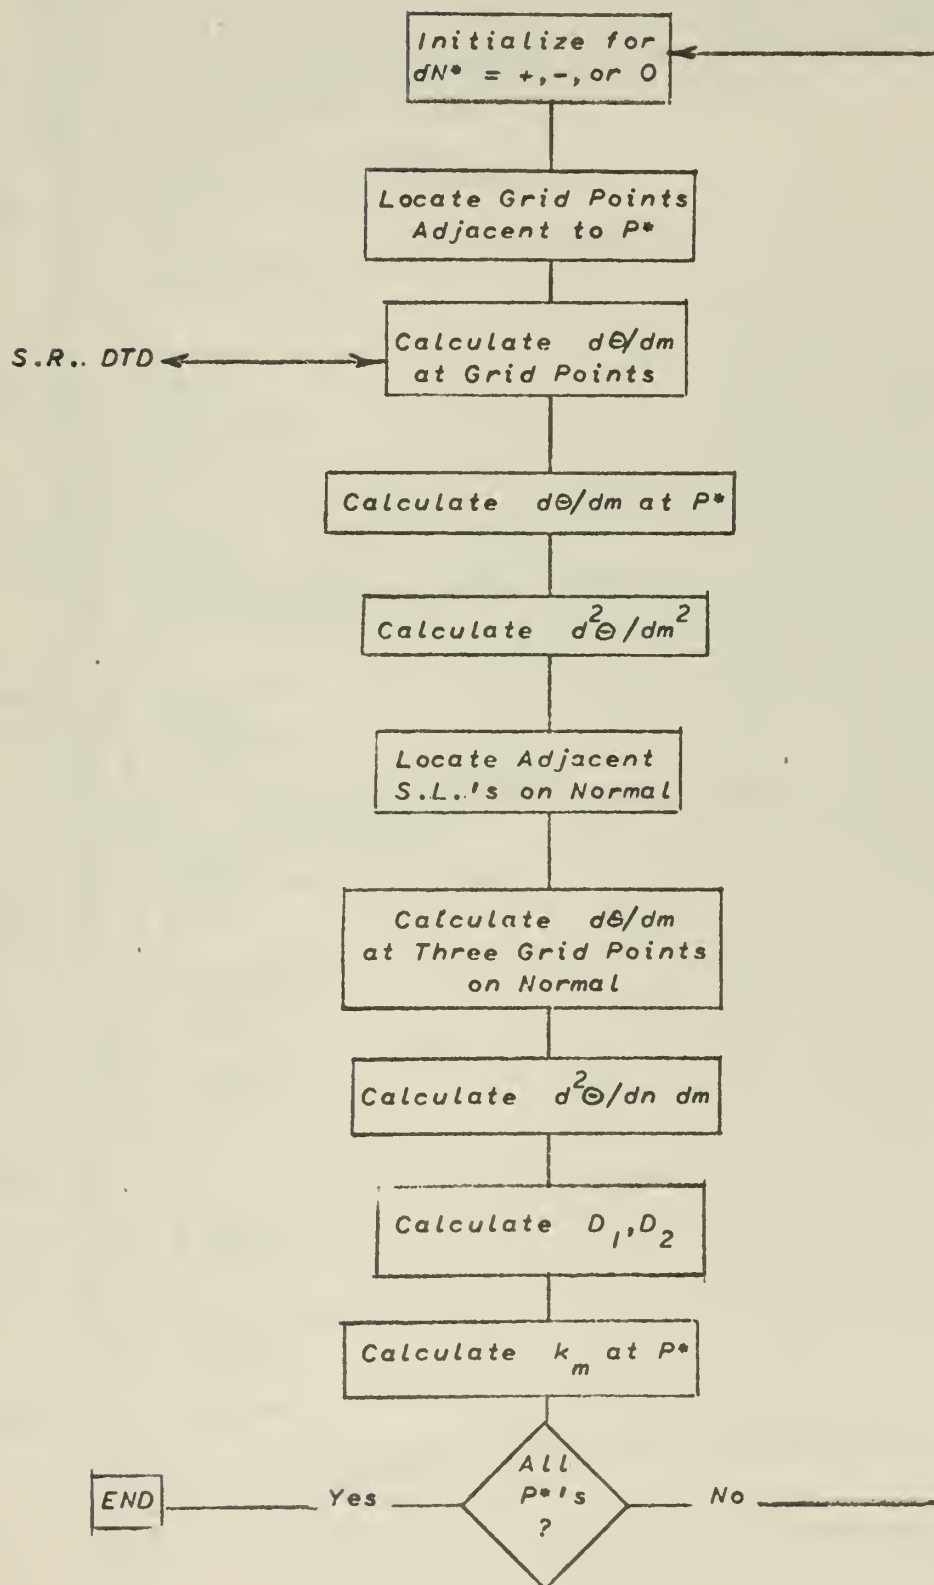 Initialize for
dN* = +,-, or 0
Locate Grid Points
Adjacent to P*
S.R.. DTD
Calculate dΘ/dm
at Grid Points
Calculate dΘ/dm at P*
Calculate d²Θ/dm²
Locate Adjacent
S.L..'s on Normal
Calculate dΘ/dm
at Three Grid Points
on Normal
Calculate d²Θ/dn dm
Calculate D₁,D₂
Calculate kₘ at P*
All
P*'s
?
END
Yes
No